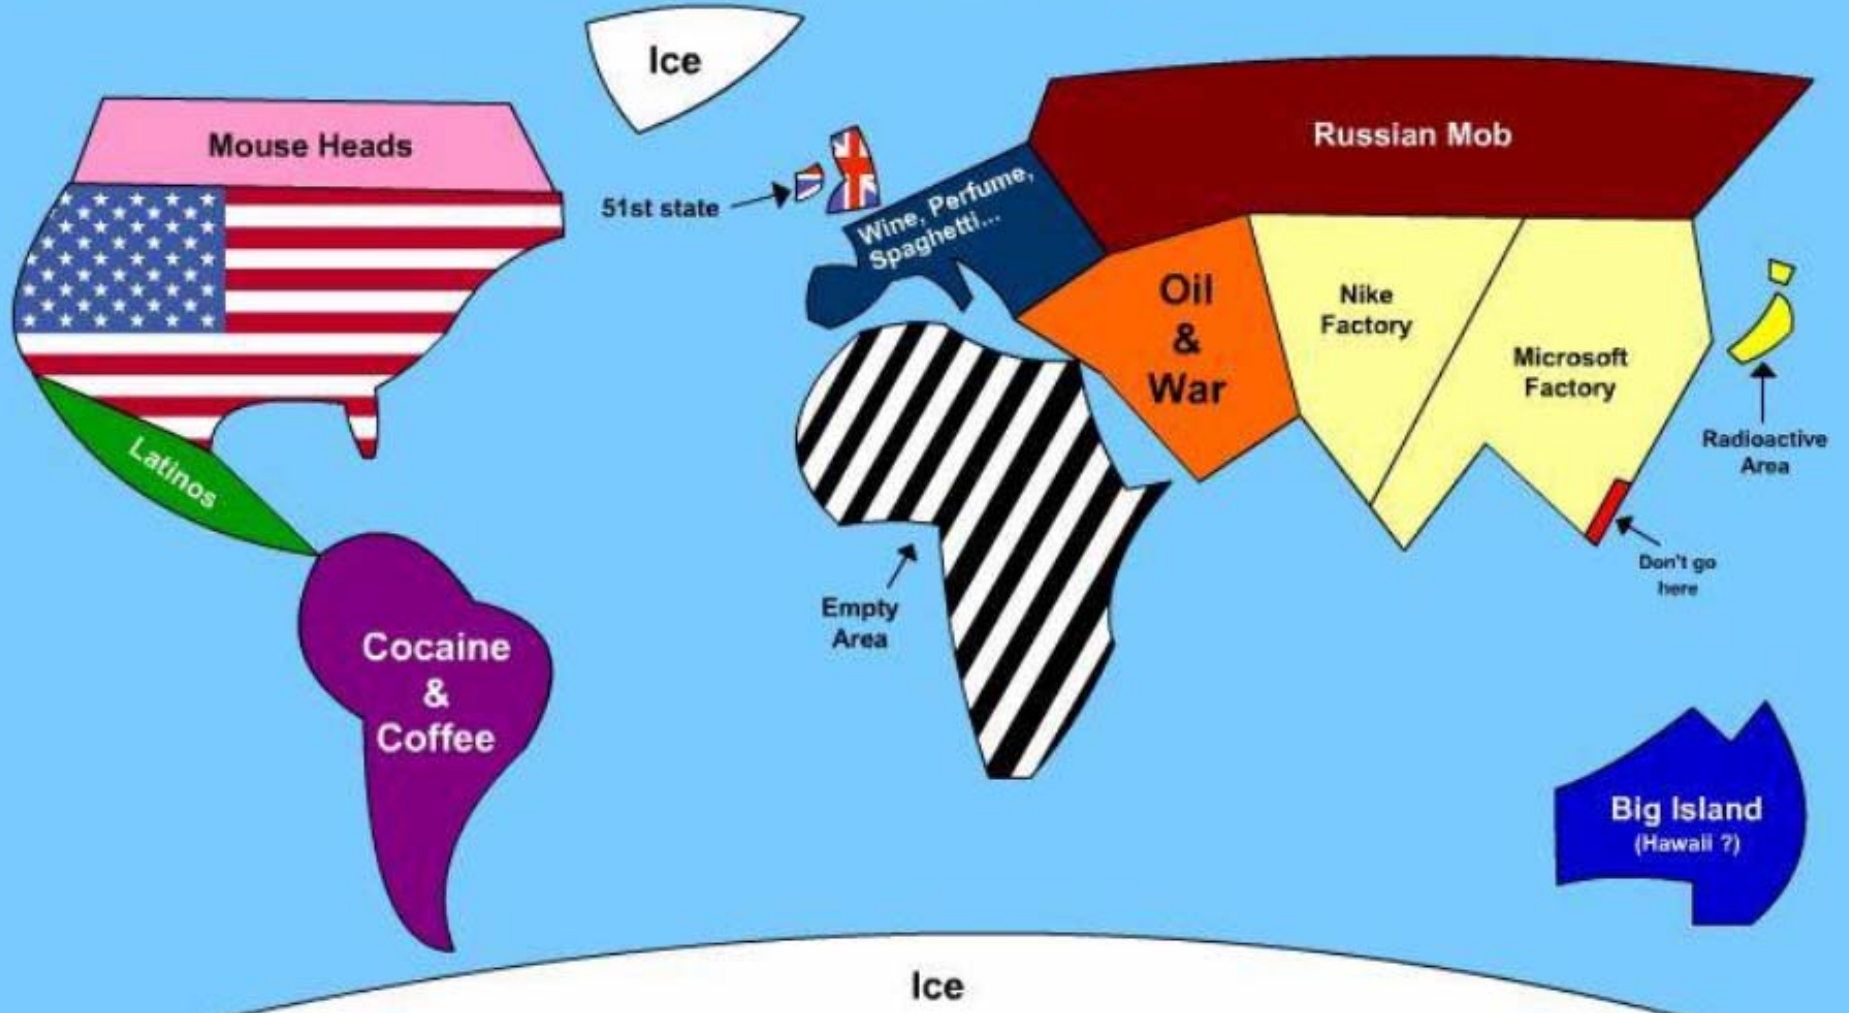 Ice
Mouse Heads
Russian Mob
51st state
Wine, Perfume,
Spaghetti...
Oil
&
War
Nike
Factory
Microsoft
Factory
Radioactive
Area
Latinos
Don't go
here
Empty
Area
Cocaine
&
Coffee
Big Island
(Hawaii ?)
Ice